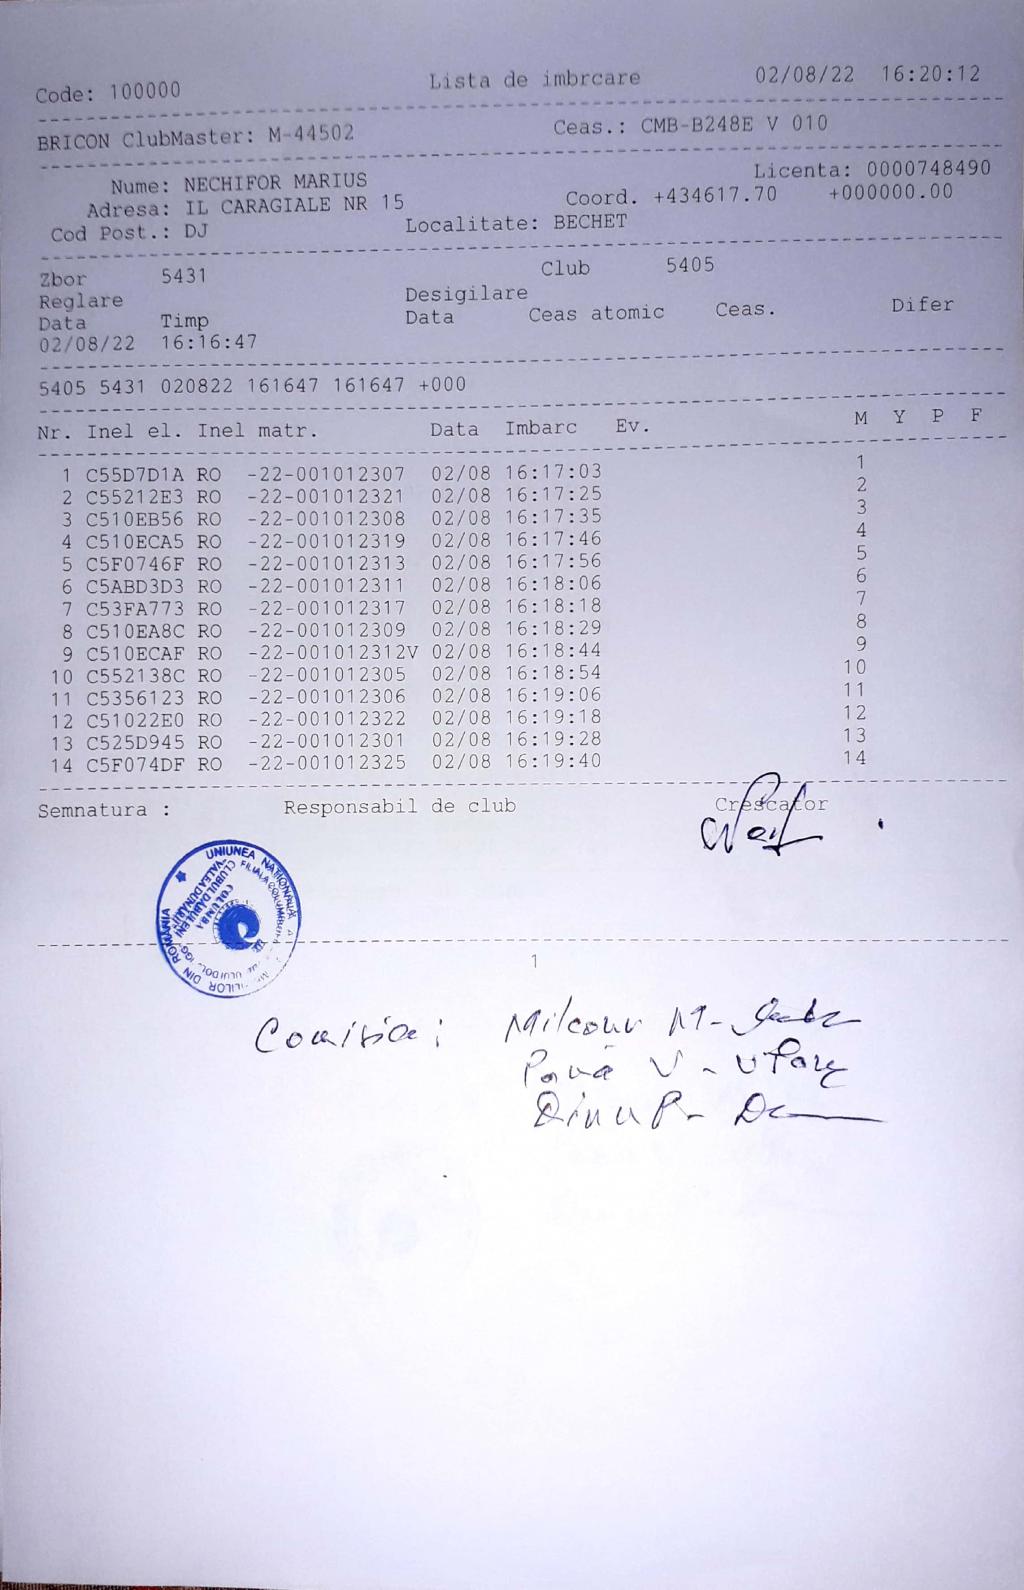 Code: 100000 Lista de imbrcare 02/08/22 16:20:12
BRICON ClubMaster: M-44502 Ceas.: CMB-B248E V 010
Nume: NECHIFOR MARIUS Licenta: 0000748490
Adresa: IL CARAGIALE NR 15 Coord. +434617.70 +000000.00
Cod Post.: DJ Localitate: BECHET
Zbor 5431 Club 5405
Reglare Desigilare
Data Timp Data Ceas atomic Ceas. Difer
02/08/22 16:16:47
5405 5431 020822 161647 161647 +000
Nr. Inel el. Inel matr. Data Imbarc Ev. M Y P F
1 C55D7D1A RO -22-001012307 02/08 16:17:03 1
2 C55212E3 RO -22-001012321 02/08 16:17:25 2
3 C510EB56 RO -22-001012308 02/08 16:17:35 3
4 C510ECA5 RO -22-001012319 02/08 16:17:46 4
5 C5F0746F RO -22-001012313 02/08 16:17:56 5
6 C5ABD3D3 RO -22-001012311 02/08 16:18:06 6
7 C53FA773 RO -22-001012317 02/08 16:18:18 7
8 C510EA8C RO -22-001012309 02/08 16:18:29 8
9 C510ECAF RO -22-001012312V 02/08 16:18:44 9
10 C552138C RO -22-001012305 02/08 16:18:54 10
11 C5356123 RO -22-001012306 02/08 16:19:06 11
12 C51022E0 RO -22-001012322 02/08 16:19:18 12
13 C525D945 RO -22-001012301 02/08 16:19:28 13
14 C5F074DF RO -22-001012325 02/08 16:19:40 14
Semnatura : Responsabil de club Crescator
UNIUNEA NATIONALA
DIN ROMÂNIA
CLUBUL DĂBULENI
VALEA DUNĂRII
COLUMBA
1
Comisia: Milcour M-
Pană V -
Dinu P-